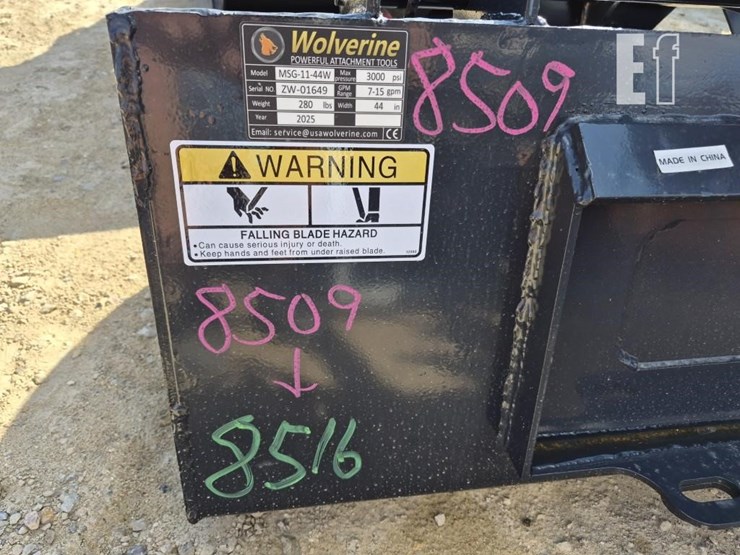 Wolverine
POWERFUL ATTACHMENT TOOLS
Model MSG-11-44W Max pressure 3000 psi
Serial NO. ZW-01649 GPM Range 7-15 gpm
Weight 280 lbs Width 44 in
Year 2025
Email: service@usawolverine.com CE
8509
Ef
MADE IN CHINA
WARNING
FALLING BLADE HAZARD
•Can cause serious injury or death.
•Keep hands and feet from under raised blade.
8509
↓
8516